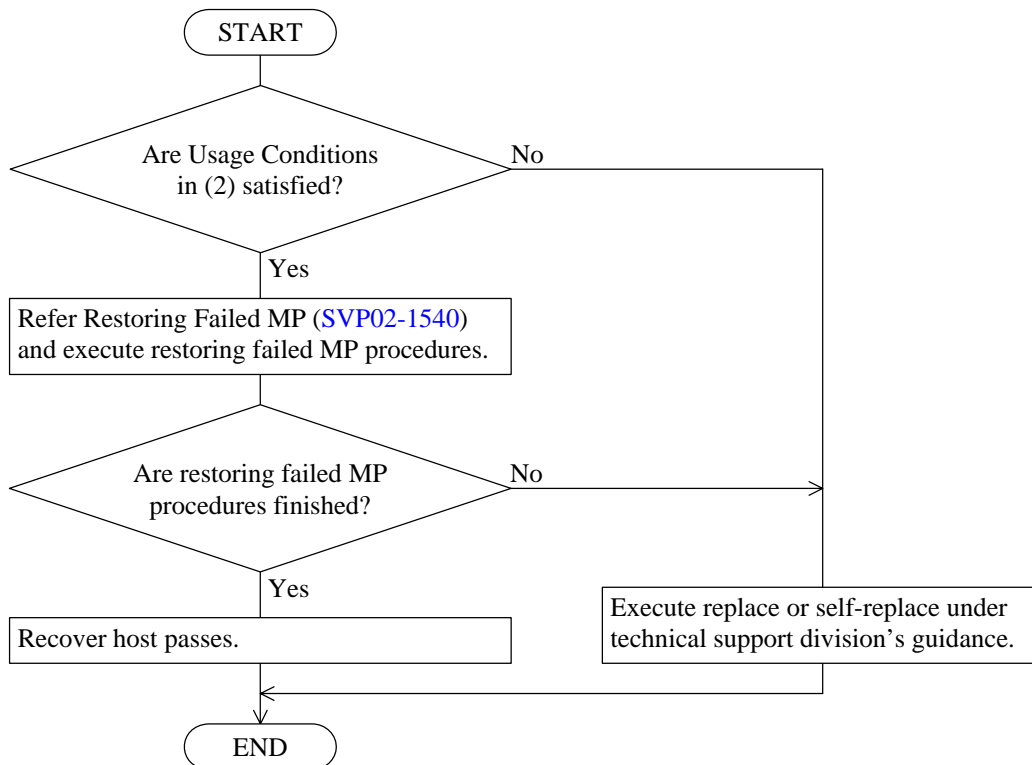 START
Are Usage Conditions
in (2) satisfied?
No
Yes
Refer Restoring Failed MP (SVP02-1540)
and execute restoring failed MP procedures.
Are restoring failed MP
procedures finished?
No
Yes
Recover host passes.
Execute replace or self-replace under
technical support division’s guidance.
END